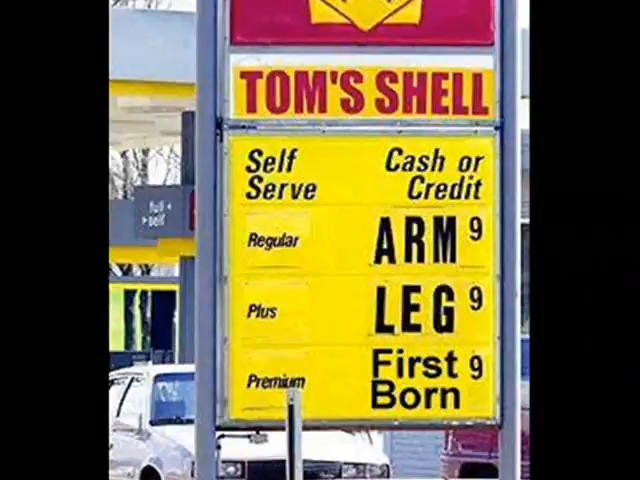 TOM'S SHELL
Self Serve
Cash or Credit
Regular ARM 9
Plus LEG 9
Premium First Born 9
full
self